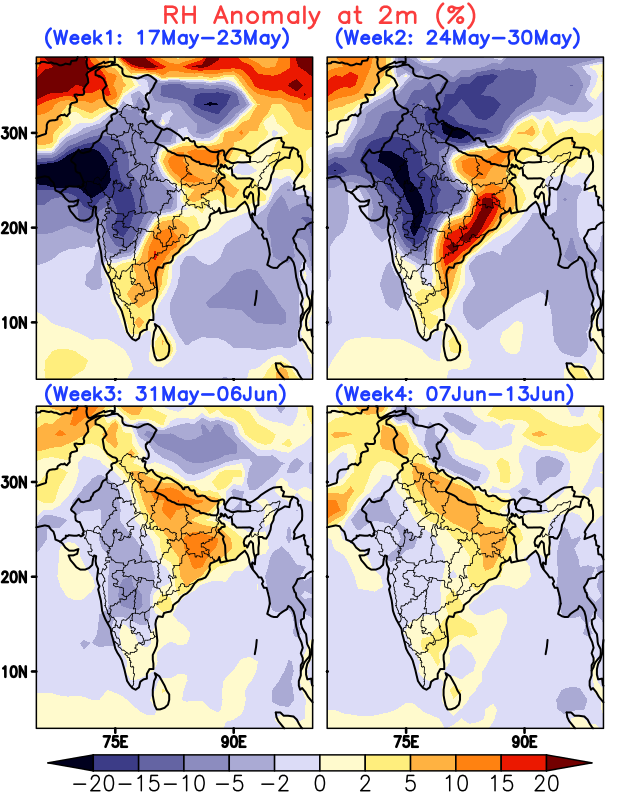 RH Anomaly at 2m (%)
(Week1: 17May−23May) (Week2: 24May−30May)
30N
20N
10N
(Week3: 31May−06Jun) (Week4: 07Jun−13Jun)
30N
20N
10N
75E 90E 75E 90E
−20 −15 −10 −5 −2 0 2 5 10 15 20